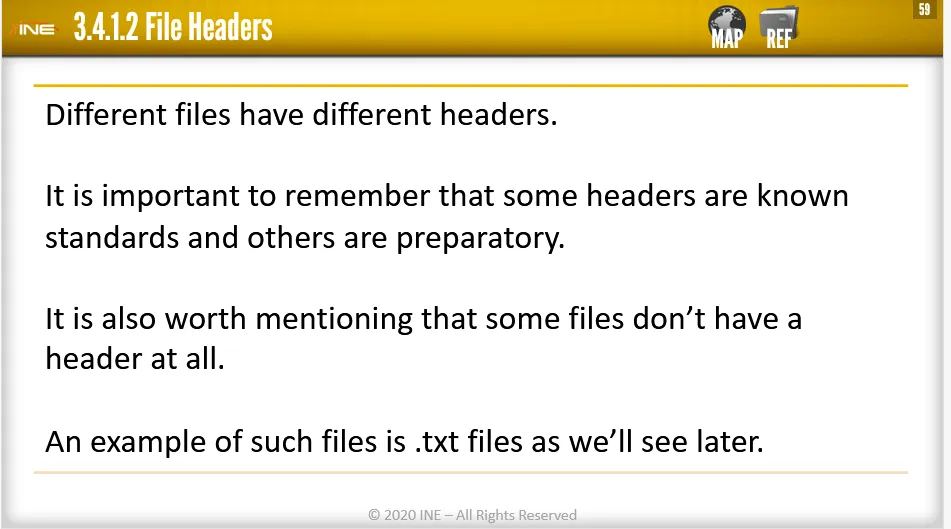 INE
3.4.1.2 File Headers
MAP
REF
59
Different files have different headers.
It is important to remember that some headers are known
standards and others are preparatory.
It is also worth mentioning that some files don’t have a
header at all.
An example of such files is .txt files as we’ll see later.
© 2020 INE – All Rights Reserved